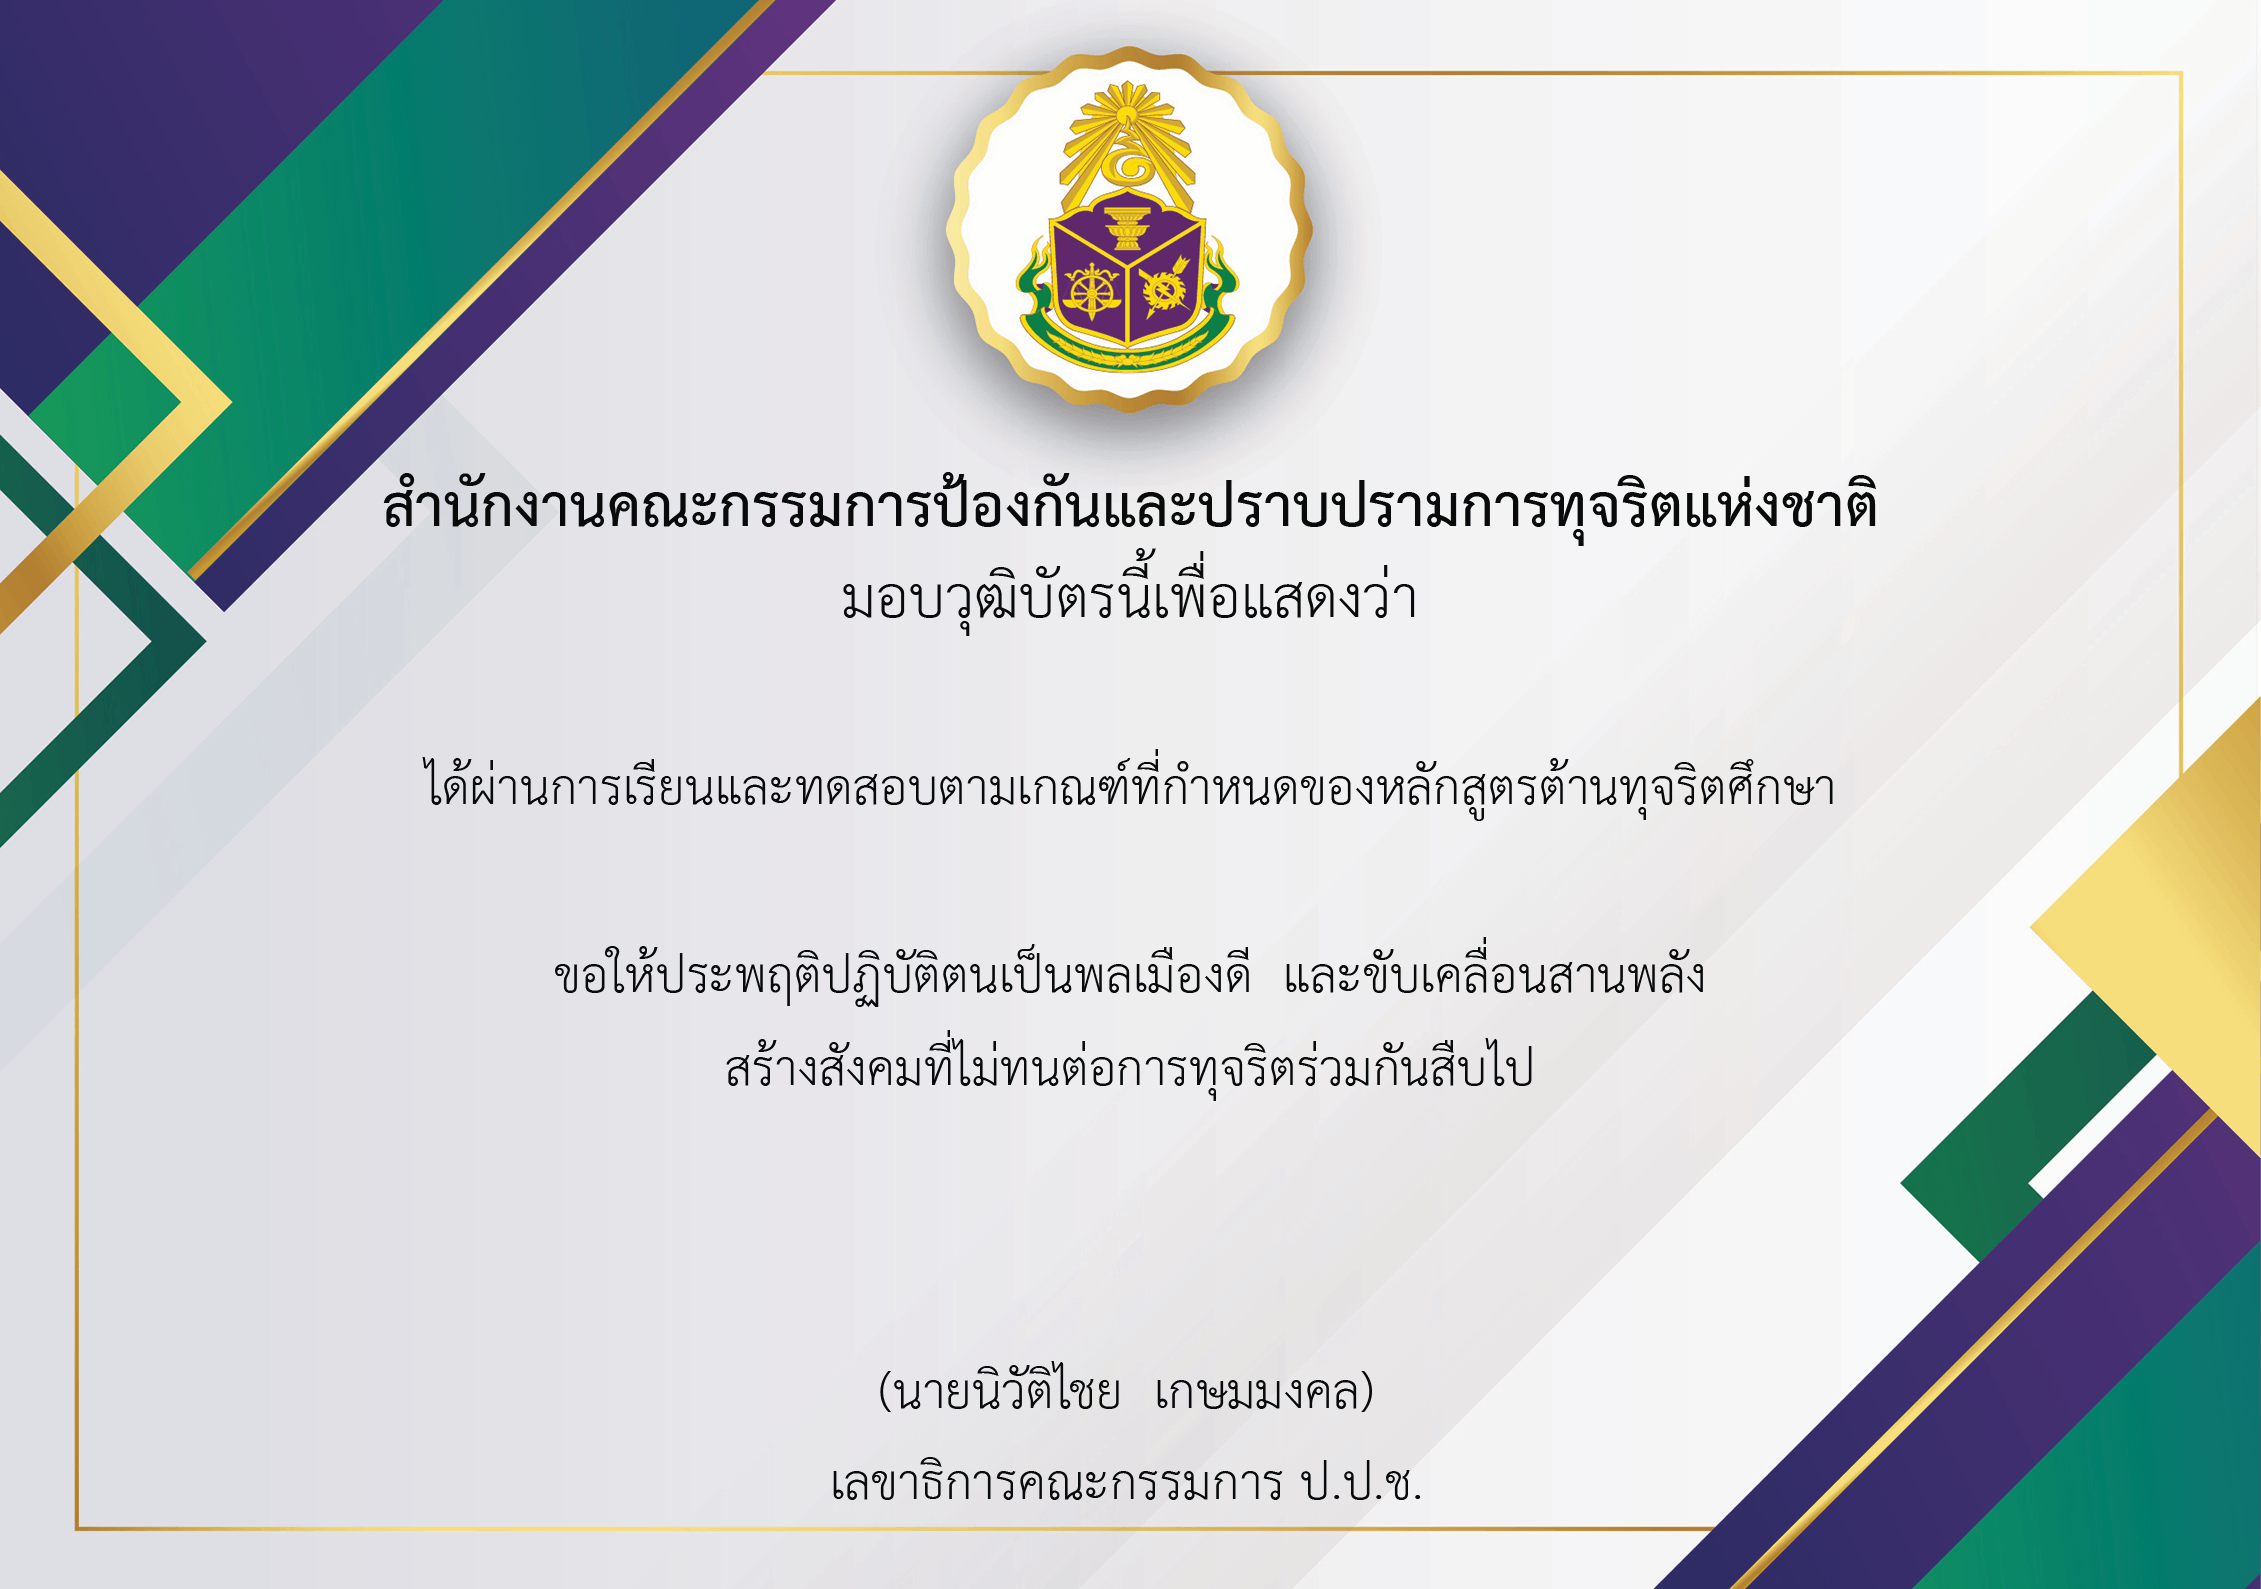 สำนักงานคณะกรรมการป้องกันและปราบปรามการทุจริตแห่งชาติ
มอบวุฒิบัตรนี้เพื่อแสดงว่า
ได้ผ่านการเรียนและทดสอบตามเกณฑ์ที่กำหนดของหลักสูตรต้านทุจริตศึกษา
ขอให้ประพฤติปฏิบัติตนเป็นพลเมืองดี และขับเคลื่อนสานพลัง
สร้างสังคมที่ไม่ทนต่อการทุจริตร่วมกันสืบไป
(นายนิวัติไชย เกษมมงคล)
เลขาธิการคณะกรรมการ ป.ป.ช.